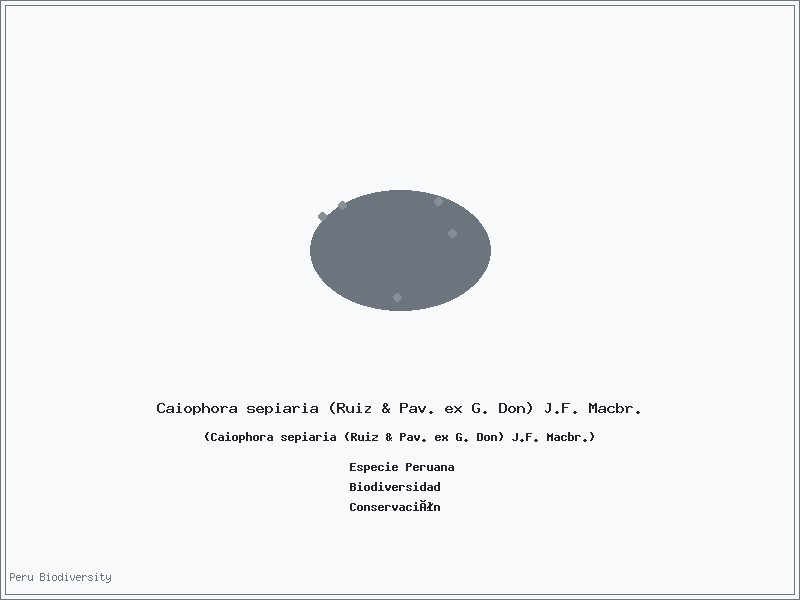 Caiophora sepiaria (Ruiz & Pav. ex G. Don) J.F. Macbr.
(Caiophora sepiaria (Ruiz & Pav. ex G. Don) J.F. Macbr.)
Especie Peruana
Biodiversidad
ConservaciÃłn
Peru Biodiversity